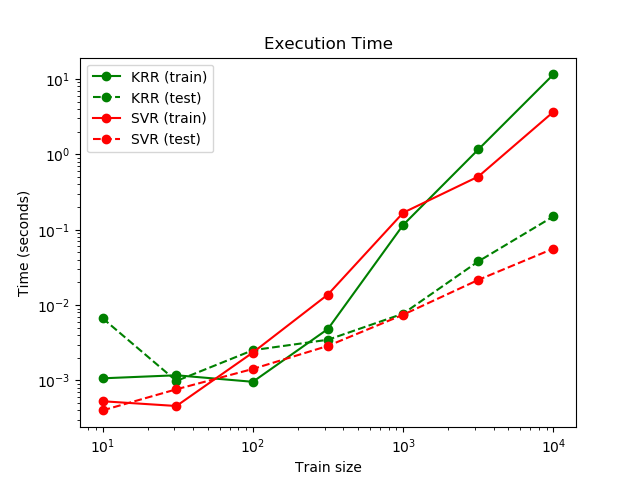 Execution Time
KRR (train)
KRR (test)
SVR (train)
SVR (test)
10¹
10⁰
10⁻¹
10⁻²
10⁻³
Time (seconds)
10¹ 10² 10³ 10⁴
Train size